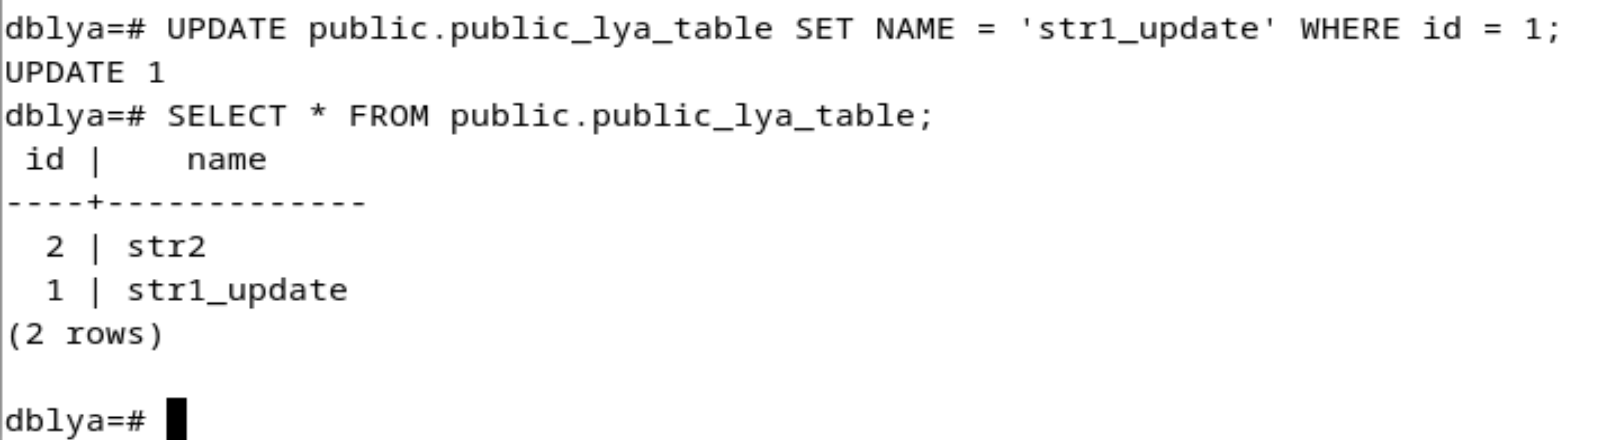 dblya=# UPDATE public.public_lya_table SET NAME = 'str1_update' WHERE id = 1;
UPDATE 1
dblya=# SELECT * FROM public.public_lya_table;
 id |    name
----+-------------
  2 | str2
  1 | str1_update
(2 rows)

dblya=#